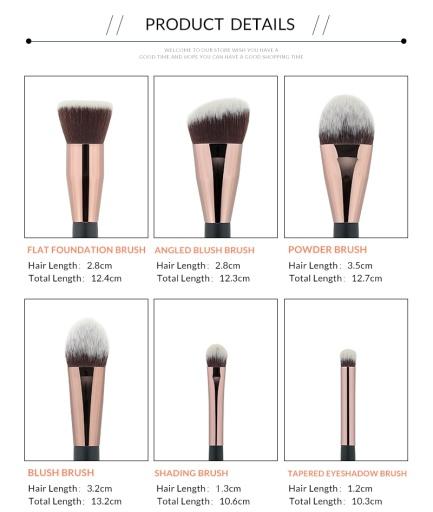 PRODUCT DETAILS
WELCOME TO OUR STORE WISH YOU HAVE A
GOOD TIME AND HOPE YOU CAN HAVE A GOOD SHOPPING TIME
FLAT FOUNDATION BRUSH
Hair Length: 2.8cm
Total Length: 12.4cm
ANGLED BLUSH BRUSH
Hair Length: 2.8cm
Total Length: 12.3cm
POWDER BRUSH
Hair Length: 3.5cm
Total Length: 12.7cm
BLUSH BRUSH
Hair Length: 3.2cm
Total Length: 13.2cm
SHADING BRUSH
Hair Length: 1.3cm
Total Length: 10.6cm
TAPERED EYESHADOW BRUSH
Hair Length: 1.2cm
Total Length: 10.3cm